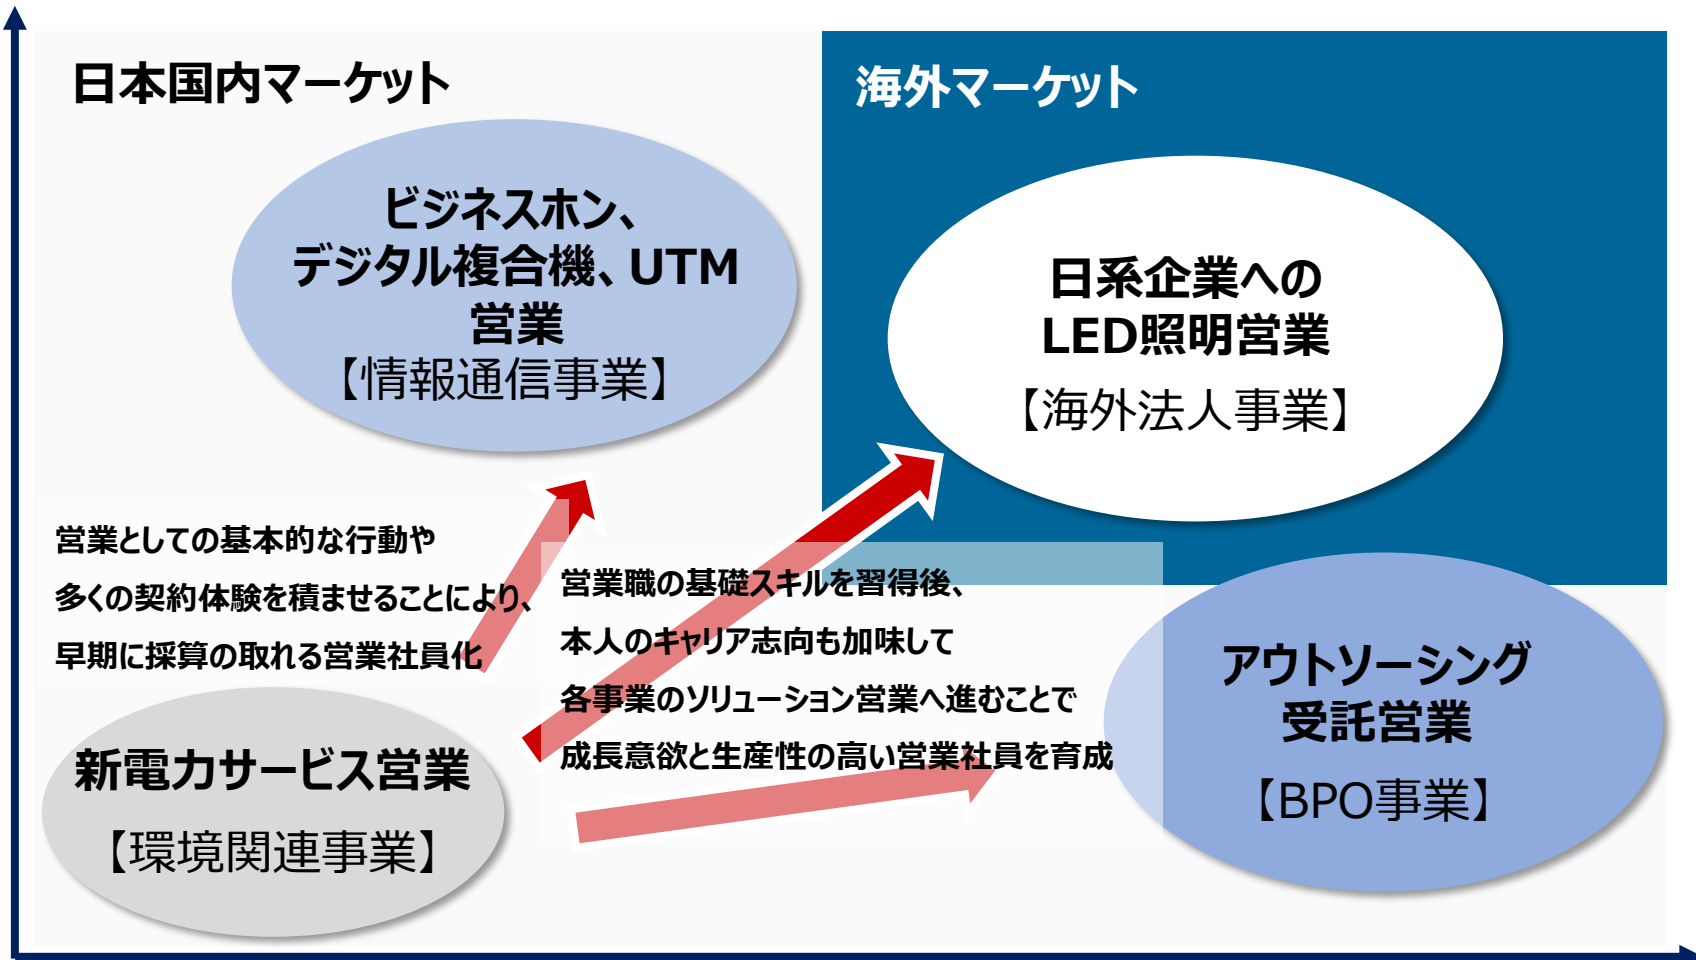 日本国内マーケット
海外マーケット
ビジネスホン、
デジタル複合機、UTM
営業
【情報通信事業】
日系企業への
LED照明営業
【海外法人事業】
営業としての基本的な行動や
多くの契約体験を積ませることにより、
早期に採算の取れる営業社員化
営業職の基礎スキルを習得後、
本人のキャリア志向も加味して
各事業のソリューション営業へ進むことで
成長意欲と生産性の高い営業社員を育成
アウトソーシング
受託営業
【BPO事業】
新電力サービス営業
【環境関連事業】